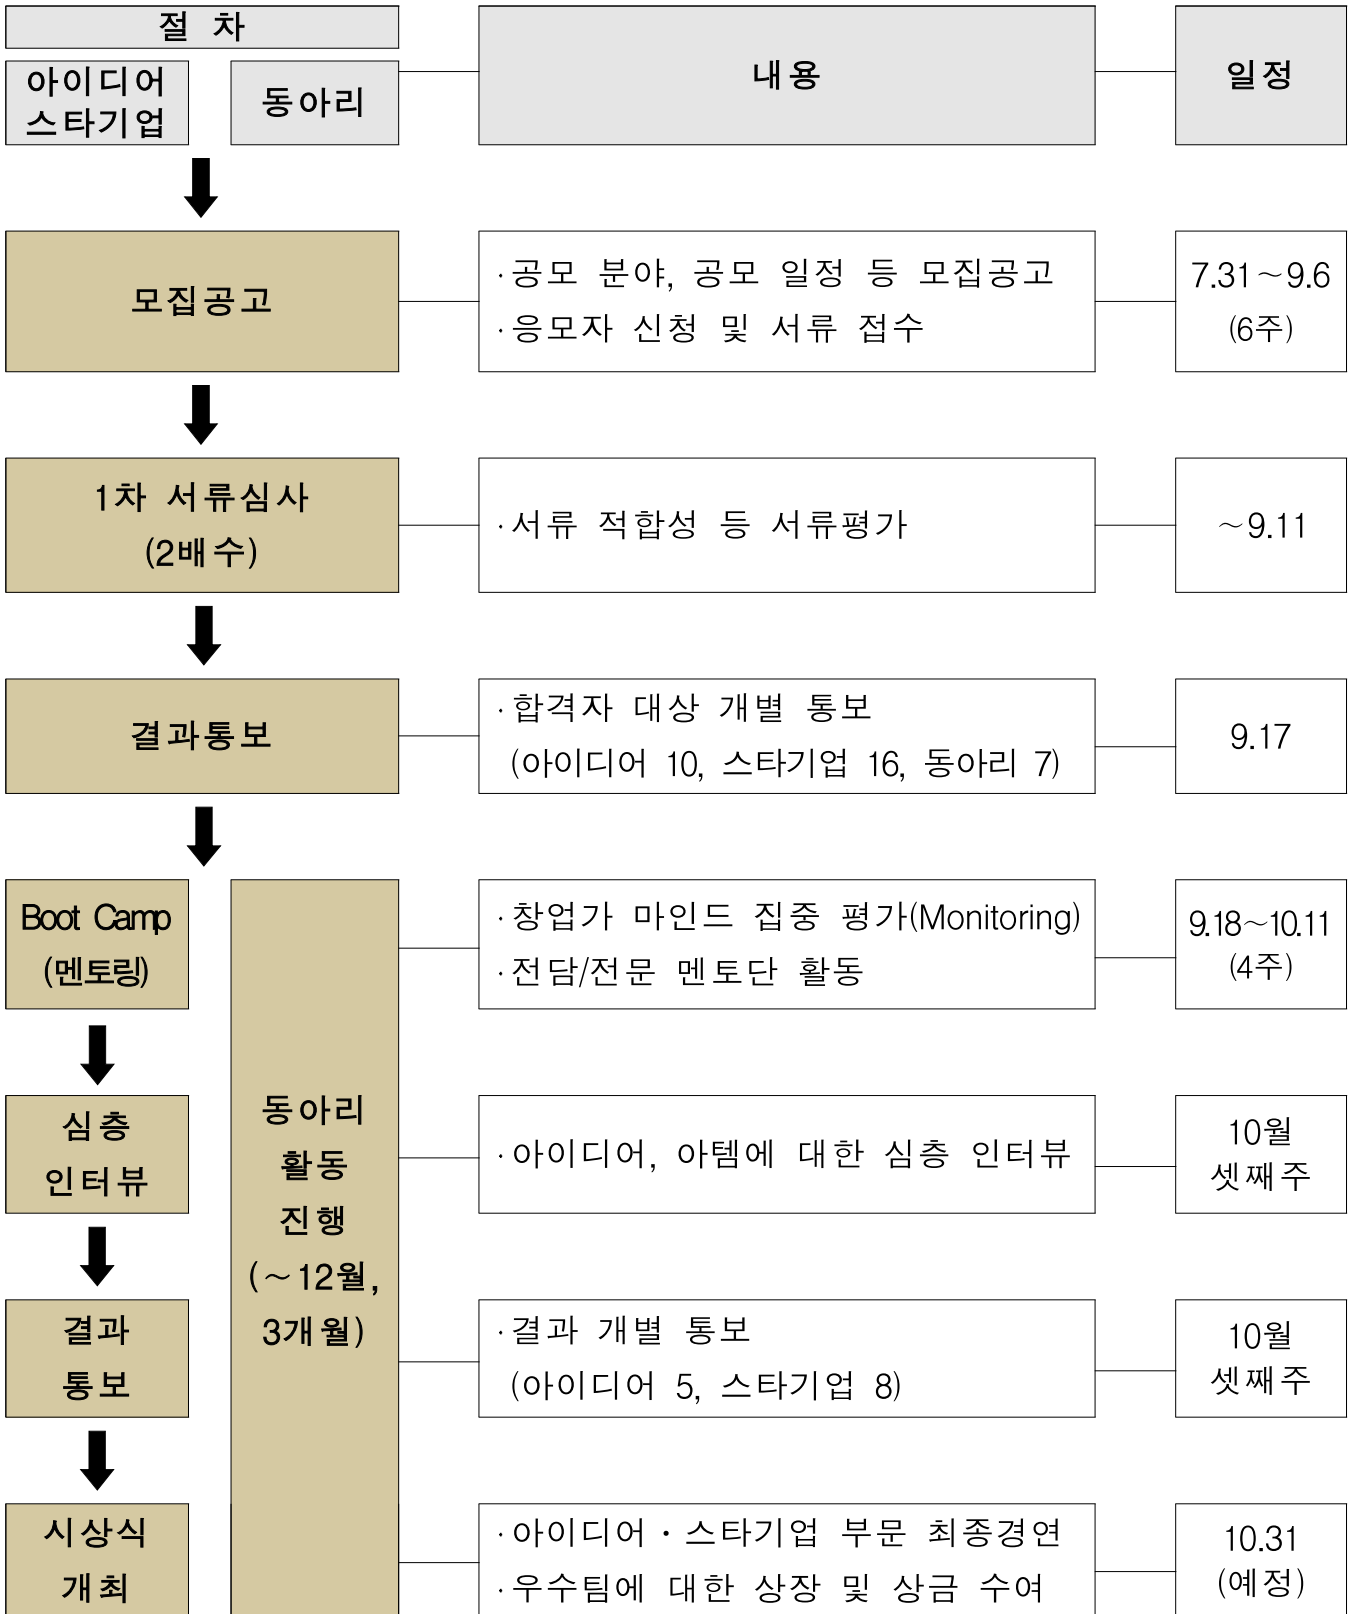 절 차
아이디어
스타기업
동아리
내용
일정
모집공고
·공모 분야, 공모 일정 등 모집공고
·응모자 신청 및 서류 접수
7.31~9.6
(6주)
1차 서류심사
(2배수)
·서류 적합성 등 서류평가
~9.11
결과통보
·합격자 대상 개별 통보
(아이디어 10, 스타기업 16, 동아리 7)
9.17
Boot Camp
(멘토링)
·창업가 마인드 집중 평가(Monitoring)
·전담/전문 멘토단 활동
9.18~10.11
(4주)
심층
인터뷰
동아리
활동
진행
(~12월,
3개월)
·아이디어, 아템에 대한 심층 인터뷰
10월
셋째주
결과
통보
·결과 개별 통보
(아이디어 5, 스타기업 8)
10월
셋째주
시상식
개최
·아이디어·스타기업 부문 최종경연
·우수팀에 대한 상장 및 상금 수여
10.31
(예정)